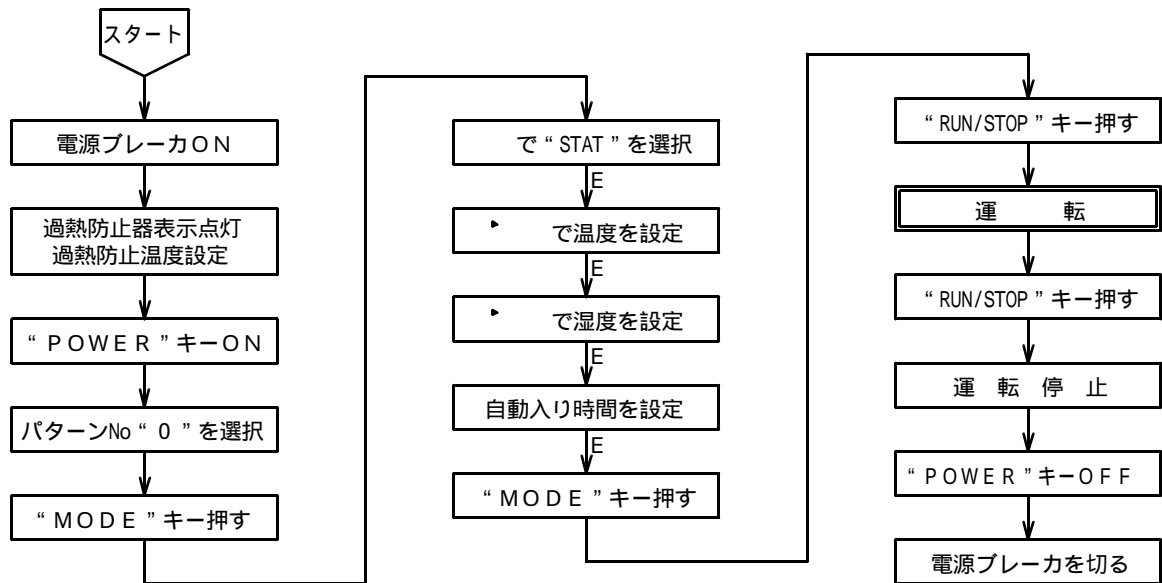 スタート
電源ブレーカON
過熱防止器表示点灯
過熱防止温度設定
“POWER”キーON
パターンNo“0”を選択
“MODE”キー押す
で“STAT”を選択
E
で温度を設定
E
で湿度を設定
E
自動入り時間を設定
E
“MODE”キー押す
“RUN/STOP”キー押す
運 転
“RUN/STOP”キー押す
運 転 停 止
“POWER”キーOFF
電源ブレーカを切る